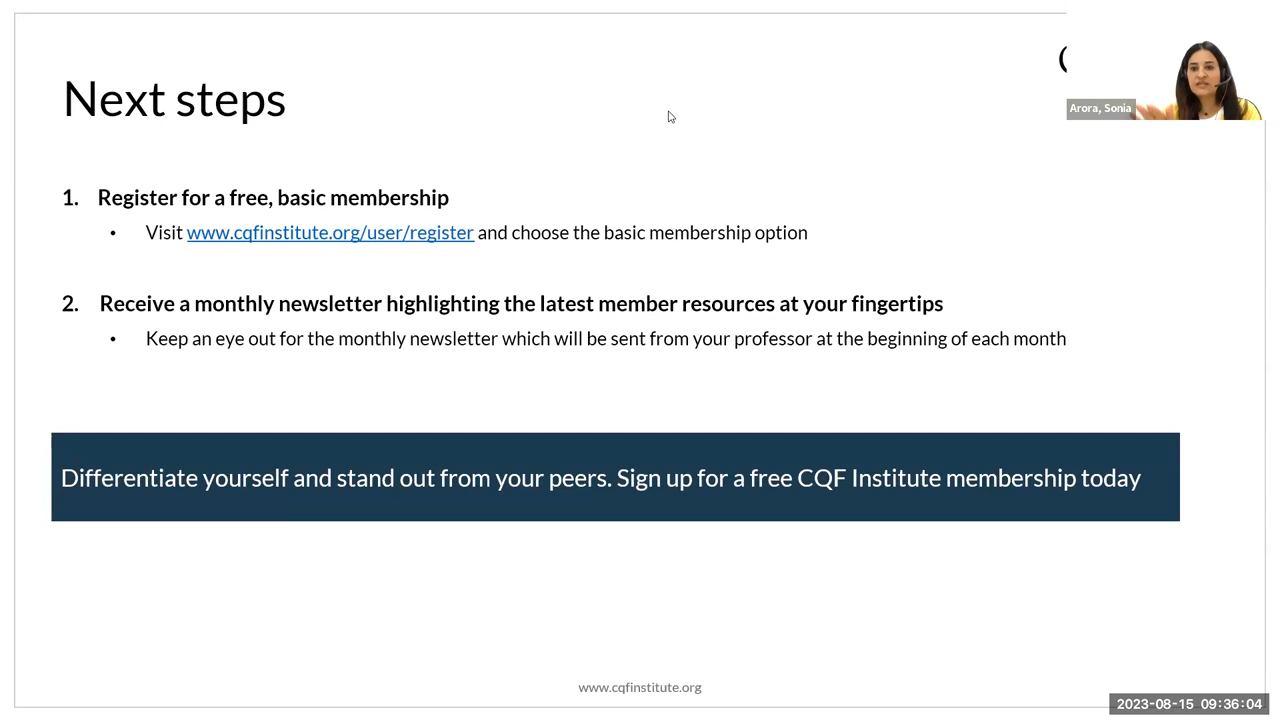 Next steps
Arora, Sonia
1. Register for a free, basic membership
• Visit www.cqfinstitute.org/user/register and choose the basic membership option
2. Receive a monthly newsletter highlighting the latest member resources at your fingertips
• Keep an eye out for the monthly newsletter which will be sent from your professor at the beginning of each month
Differentiate yourself and stand out from your peers. Sign up for a free CQF Institute membership today
www.cqfinstitute.org
2023-08-15 09:36:04